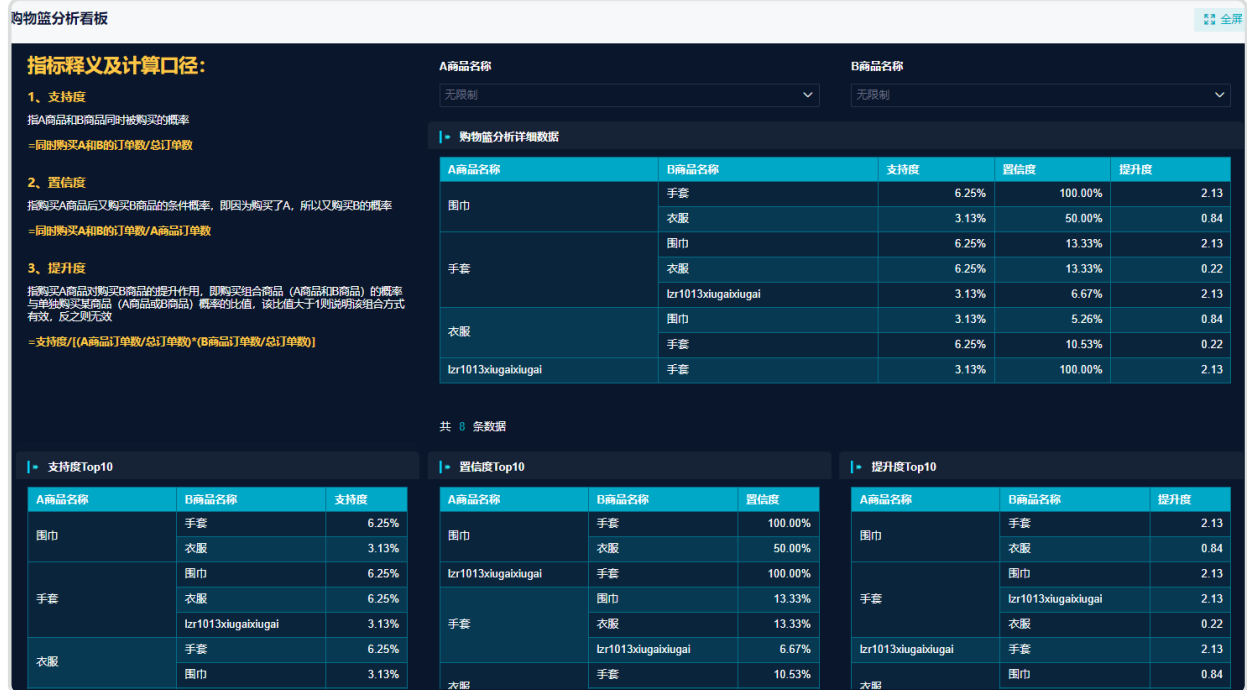 购物篮分析看板
全屏
指标释义及计算口径：
1、支持度
指A商品和B商品同时被购买的概率
=同时购买A和B的订单数/总订单数
2、置信度
指购买A商品后又购买B商品的条件概率，即因为购买了A，所以又购买B的概率
=同时购买A和B的订单数/A商品订单数
3、提升度
指购买A商品对购买B商品的提升作用，即购买组合商品（A商品和B商品）的概率
与单独购买某商品（A商品或B商品）概率的比值，该比值大于1则说明该组合方式
有效，反之则无效
=支持度/[(A商品订单数/总订单数)*(B商品订单数/总订单数)]
A商品名称 B商品名称
无限制 无限制
购物篮分析详细数据
A商品名称 B商品名称 支持度 置信度 提升度
围巾 手套 6.25% 100.00% 2.13
衣服 3.13% 50.00% 0.84
手套 围巾 6.25% 13.33% 2.13
衣服 6.25% 13.33% 0.22
lzr1013xiugaixiugai 3.13% 6.67% 2.13
衣服 围巾 3.13% 5.26% 0.84
手套 6.25% 10.53% 0.22
lzr1013xiugaixiugai 手套 3.13% 100.00% 2.13
共 8 条数据
支持度Top10
A商品名称 B商品名称 支持度
围巾 手套 6.25%
衣服 3.13%
手套 围巾 6.25%
衣服 6.25%
lzr1013xiugaixiugai 3.13%
衣服 手套 6.25%
围巾 3.13%
置信度Top10
A商品名称 B商品名称 置信度
围巾 手套 100.00%
衣服 50.00%
lzr1013xiugaixiugai 手套 100.00%
手套 围巾 13.33%
衣服 13.33%
lzr1013xiugaixiugai 6.67%
衣服 手套 10.53%
提升度Top10
A商品名称 B商品名称 提升度
围巾 手套 2.13
衣服 0.84
手套 围巾 2.13
lzr1013xiugaixiugai 2.13
衣服 0.22
lzr1013xiugaixiugai 手套 2.13
衣服 围巾 0.84